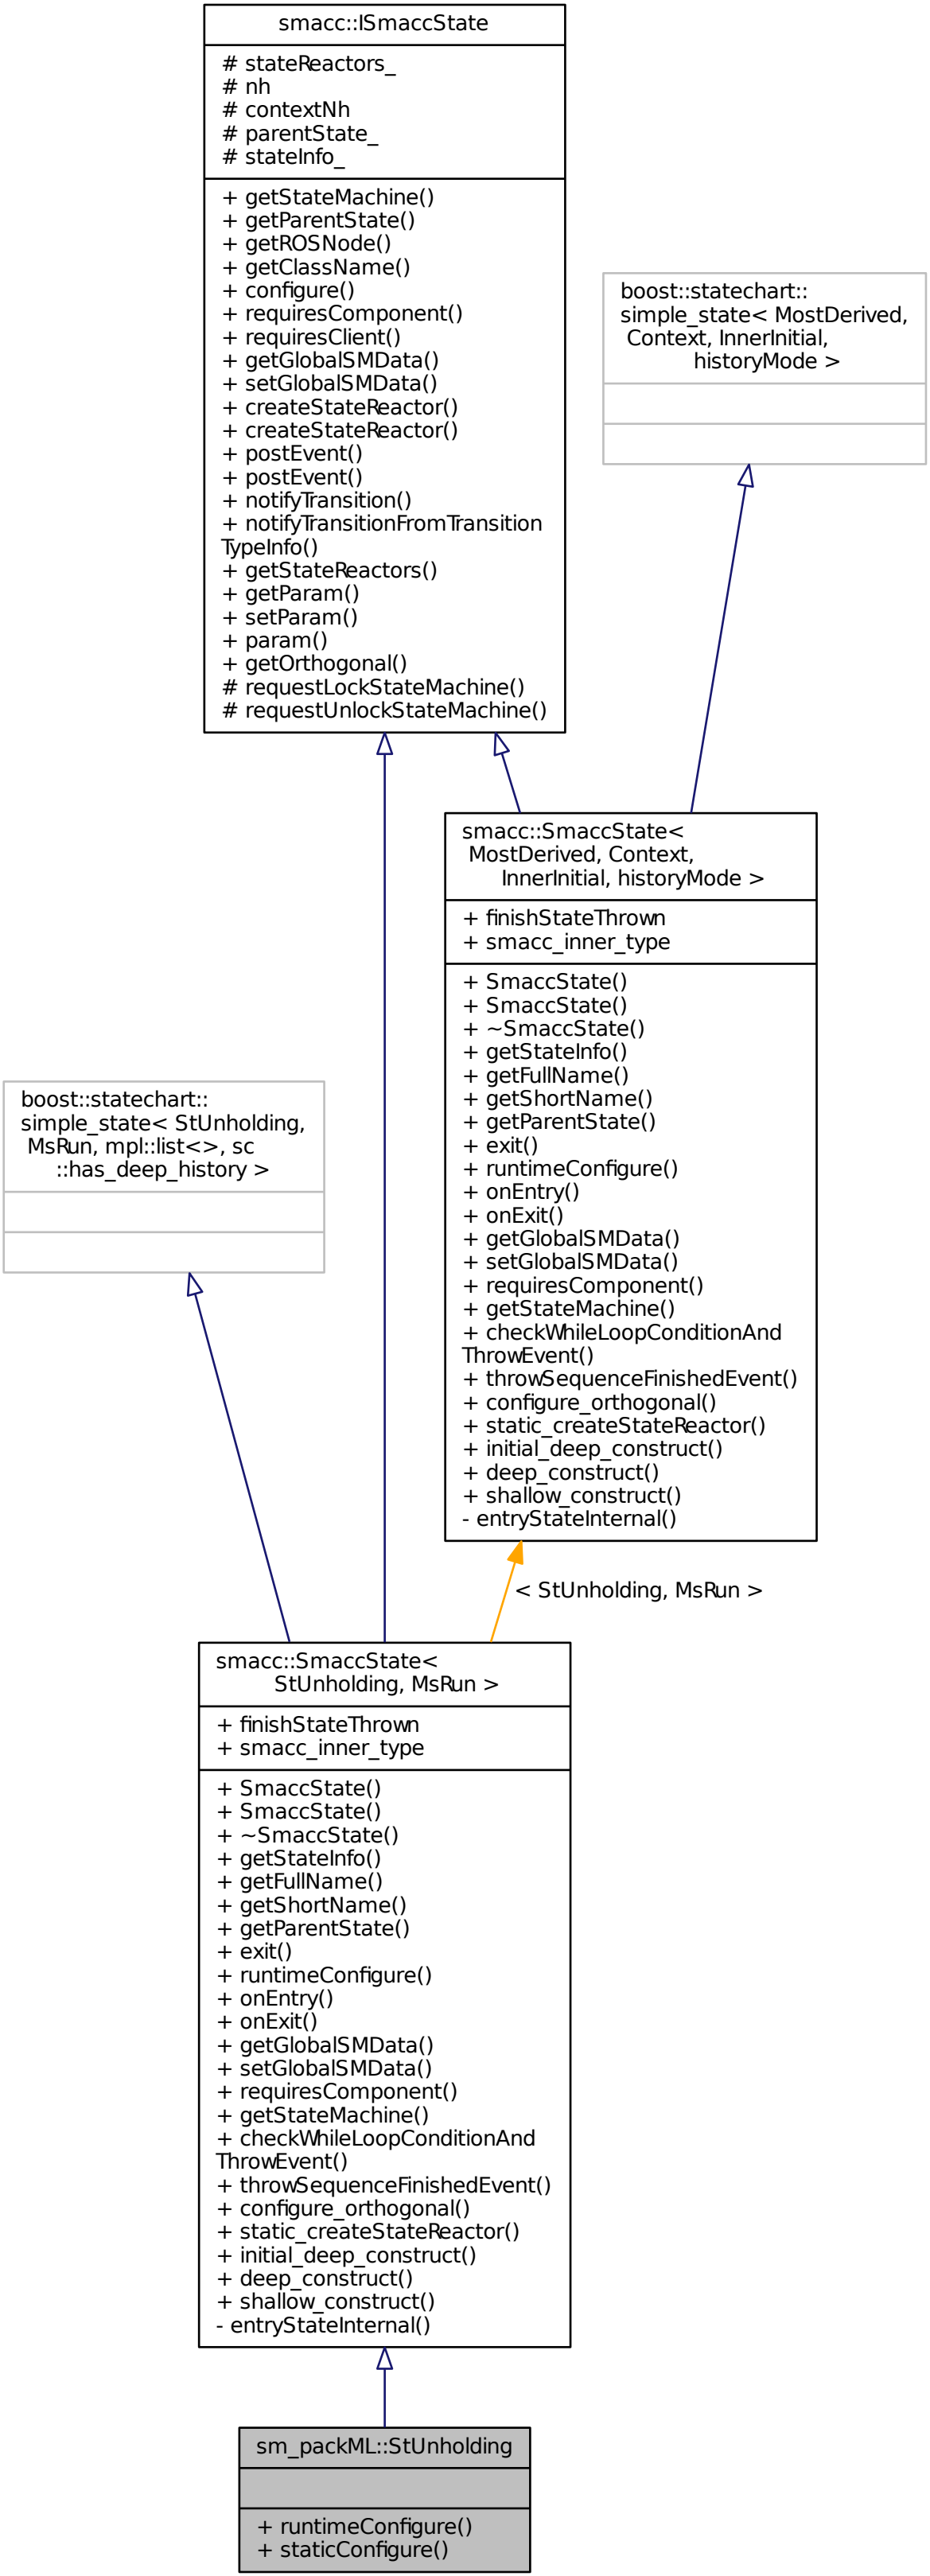 smacc::ISmaccState
# stateReactors_
# nh
# contextNh
# parentState_
# stateInfo_
+ getStateMachine()
+ getParentState()
+ getROSNode()
+ getClassName()
+ configure()
+ requiresComponent()
+ requiresClient()
+ getGlobalSMData()
+ setGlobalSMData()
+ createStateReactor()
+ createStateReactor()
+ postEvent()
+ postEvent()
+ notifyTransition()
+ notifyTransitionFromTransition
TypeInfo()
+ getStateReactors()
+ getParam()
+ setParam()
+ param()
+ getOrthogonal()
# requestLockStateMachine()
# requestUnlockStateMachine()
boost::statechart::
simple_state< MostDerived,
Context, InnerInitial,
historyMode >
smacc::SmaccState<
MostDerived, Context,
InnerInitial, historyMode >
+ finishStateThrown
+ smacc_inner_type
+ SmaccState()
+ SmaccState()
+ ~SmaccState()
+ getStateInfo()
+ getFullName()
+ getShortName()
+ getParentState()
+ exit()
+ runtimeConfigure()
+ onEntry()
+ onExit()
+ getGlobalSMData()
+ setGlobalSMData()
+ requiresComponent()
+ getStateMachine()
+ checkWhileLoopConditionAnd
ThrowEvent()
+ throwSequenceFinishedEvent()
+ configure_orthogonal()
+ static_createStateReactor()
+ initial_deep_construct()
+ deep_construct()
+ shallow_construct()
- entryStateInternal()
boost::statechart::
simple_state< StUnholding,
MsRun, mpl::list<>, sc
::has_deep_history >
< StUnholding, MsRun >
smacc::SmaccState<
StUnholding, MsRun >
+ finishStateThrown
+ smacc_inner_type
+ SmaccState()
+ SmaccState()
+ ~SmaccState()
+ getStateInfo()
+ getFullName()
+ getShortName()
+ getParentState()
+ exit()
+ runtimeConfigure()
+ onEntry()
+ onExit()
+ getGlobalSMData()
+ setGlobalSMData()
+ requiresComponent()
+ getStateMachine()
+ checkWhileLoopConditionAnd
ThrowEvent()
+ throwSequenceFinishedEvent()
+ configure_orthogonal()
+ static_createStateReactor()
+ initial_deep_construct()
+ deep_construct()
+ shallow_construct()
- entryStateInternal()
sm_packML::StUnholding
+ runtimeConfigure()
+ staticConfigure()